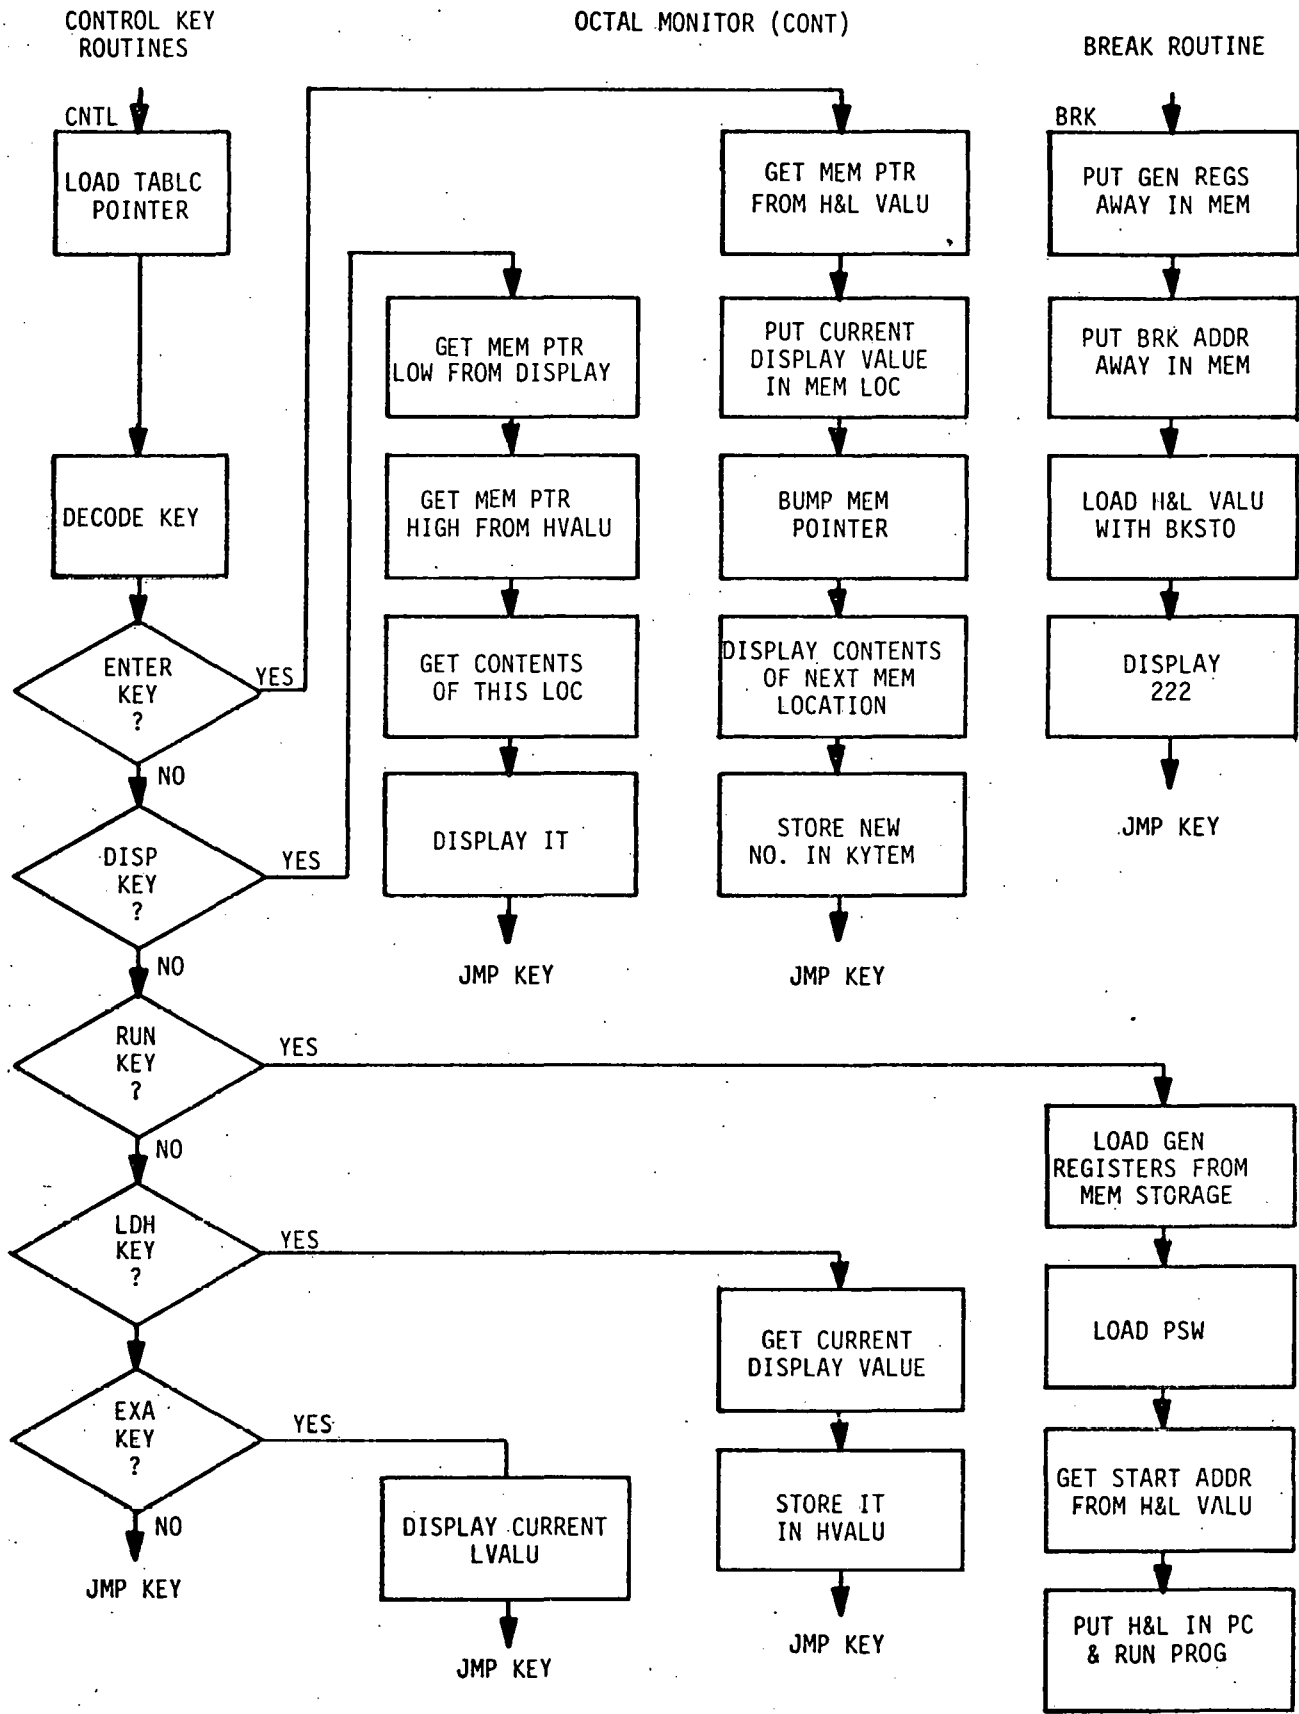 CONTROL KEY
ROUTINES
OCTAL MONITOR (CONT)
BREAK ROUTINE
CNTL
LOAD TABLC
POINTER
DECODE KEY
ENTER
KEY
?
YES
NO
DISP
KEY
?
YES
NO
RUN
KEY
?
YES
NO
LDH
KEY
?
YES
EXA
KEY
?
YES
NO
JMP KEY
GET MEM PTR
LOW FROM DISPLAY
GET MEM PTR
HIGH FROM HVALU
GET CONTENTS
OF THIS LOC
DISPLAY IT
JMP KEY
DISPLAY CURRENT
LVALU
JMP KEY
GET MEM PTR
FROM H&L VALU
PUT CURRENT
DISPLAY VALUE
IN MEM LOC
BUMP MEM
POINTER
DISPLAY CONTENTS
OF NEXT MEM
LOCATION
STORE NEW
NO. IN KYTEM
JMP KEY
GET CURRENT
DISPLAY VALUE
STORE IT
IN HVALU
JMP KEY
BRK
PUT GEN REGS
AWAY IN MEM
PUT BRK ADDR
AWAY IN MEM
LOAD H&L VALU
WITH BKSTO
DISPLAY
222
JMP KEY
LOAD GEN
REGISTERS FROM
MEM STORAGE
LOAD PSW
GET START ADDR
FROM H&L VALU
PUT H&L IN PC
& RUN PROG